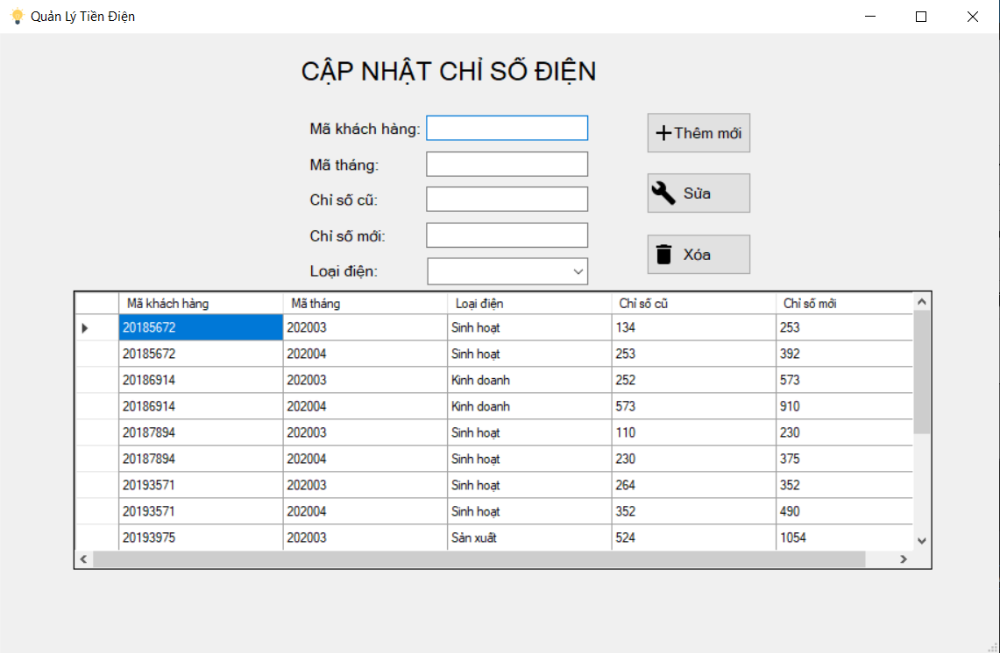 Quản Lý Tiền Điện
CẬP NHẬT CHỈ SỐ ĐIỆN
Mã khách hàng:
Thêm mới
Mã tháng:
Chỉ số cũ:
Sửa
Chỉ số mới:
Xóa
Loại điện:
Mã khách hàng Mã tháng Loại điện Chỉ số cũ Chỉ số mới
20185672 202003 Sinh hoạt 134 253
20185672 202004 Sinh hoạt 253 392
20186914 202003 Kinh doanh 252 573
20186914 202004 Kinh doanh 573 910
20187894 202003 Sinh hoạt 110 230
20187894 202004 Sinh hoạt 230 375
20193571 202003 Sinh hoạt 264 352
20193571 202004 Sinh hoạt 352 490
20193975 202003 Sản xuất 524 1054